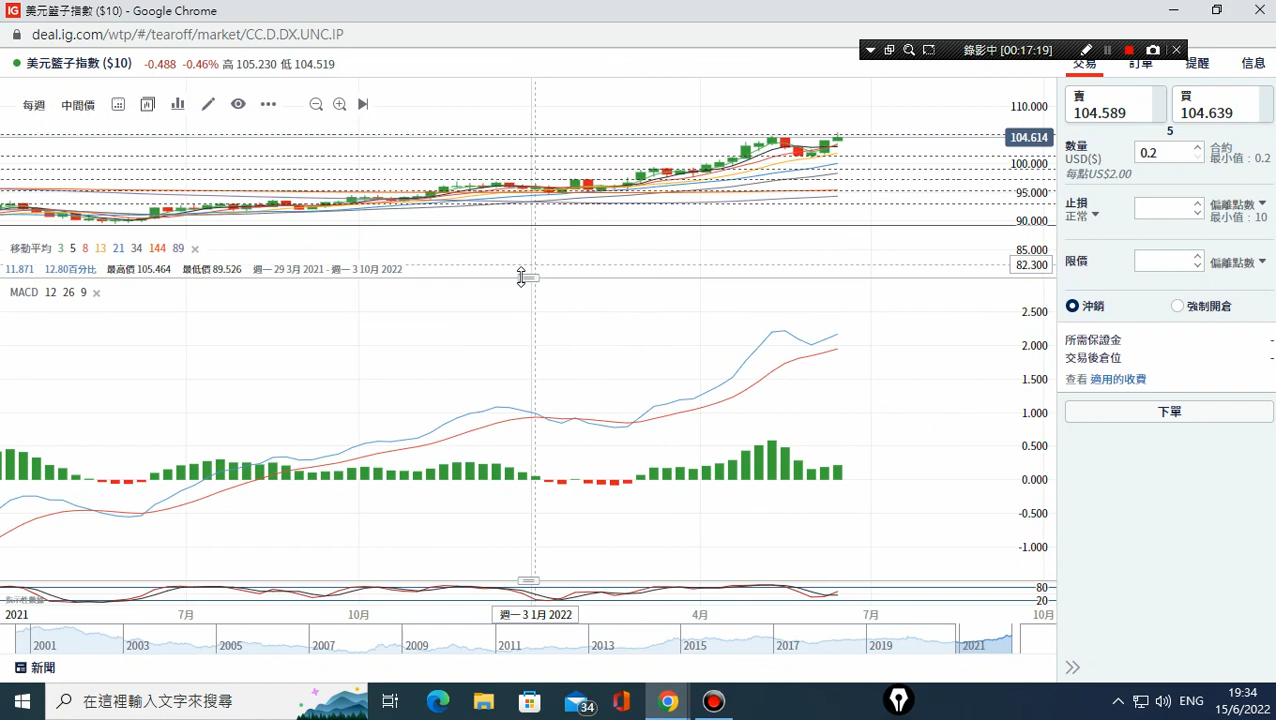 IG 美元籃子指數 ($10) - Google Chrome
deal.ig.com/wtp/#/tearoff/market/CC.D.DX.UNC.IP
錄影中 [00:17:19]
美元籃子指數 ($10) -0.488 -0.46% 高 105.230 低 104.519
交易 訂單 提醒 信息
每週 中間價
110.000
104.614
100.000
95.000
90.000
85.000
82.300
移動平均 3 5 8 13 21 34 144 89
11.871 12.80百分比 最高價 105.464 最低價 89.526 週一 29 3月 2021 - 週一 3 10月 2022
MACD 12 26 9
2.500
2.000
1.500
1.000
0.500
0.000
-0.500
-1.000
80
20
2021 7月 10月 週一 3 1月 2022 4月 7月 10月
2001 2003 2005 2007 2009 2011 2013 2015 2017 2019 2021
新聞
賣 買
104.589 104.639
5
數量 0.2 合約
USD($) 最小值 : 0.2
每點US$2.00
止損 偏離點數
正常 最小值 : 10
限價 偏離點數
沖銷 強制開倉
所需保證金 -
交易後倉位 -
查看 適用的收費
下單
在這裡輸入文字來搜尋
34
ENG
19:34
15/6/2022